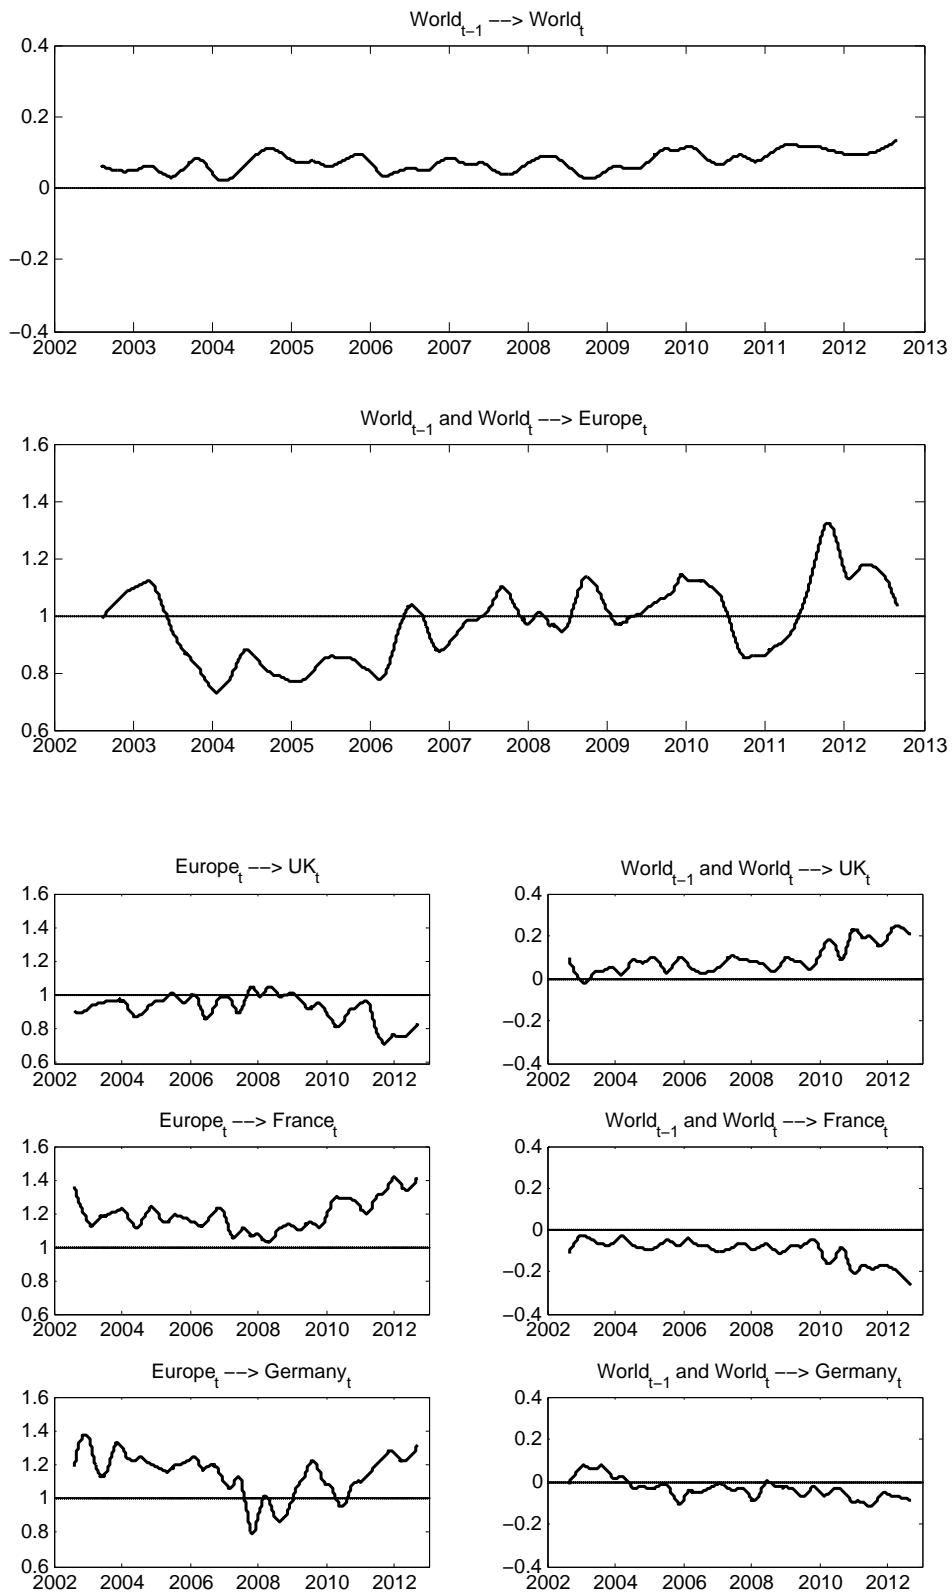 World_{t−1} −−> World_t
0.4
0.2
0
−0.2
−0.4
2002 2003 2004 2005 2006 2007 2008 2009 2010 2011 2012 2013
World_{t−1} and World_t −−> Europe_t
1.6
1.4
1.2
1
0.8
0.6
2002 2003 2004 2005 2006 2007 2008 2009 2010 2011 2012 2013
Europe_t −−> UK_t
1.6
1.4
1.2
1
0.8
0.6
2002 2004 2006 2008 2010 2012
World_{t−1} and World_t −−> UK_t
0.4
0.2
0
−0.2
−0.4
2002 2004 2006 2008 2010 2012
Europe_t −−> France_t
1.6
1.4
1.2
1
0.8
0.6
2002 2004 2006 2008 2010 2012
World_{t−1} and World_t −−> France_t
0.4
0.2
0
−0.2
−0.4
2002 2004 2006 2008 2010 2012
Europe_t −−> Germany_t
1.6
1.4
1.2
1
0.8
0.6
2002 2004 2006 2008 2010 2012
World_{t−1} and World_t −−> Germany_t
0.4
0.2
0
−0.2
−0.4
2002 2004 2006 2008 2010 2012